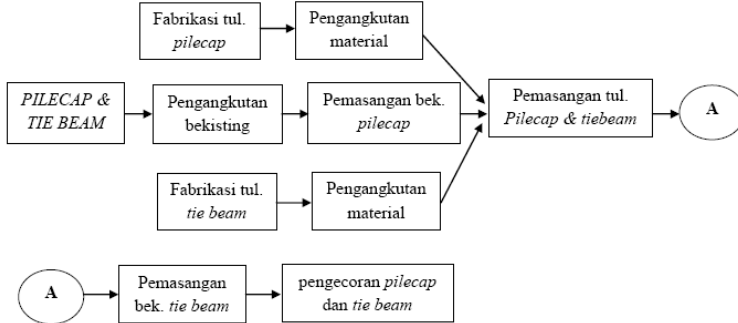 Fabrikasi tul.
pilecap
Pengangkutan
material
PILECAP &
TIE BEAM
Pengangkutan
bekisting
Pemasangan bek.
pilecap
Pemasangan tul.
Pilecap & tiebeam
A
Fabrikasi tul.
tie beam
Pengangkutan
material
A
Pemasangan
bek. tie beam
pengecoran pilecap
dan tie beam